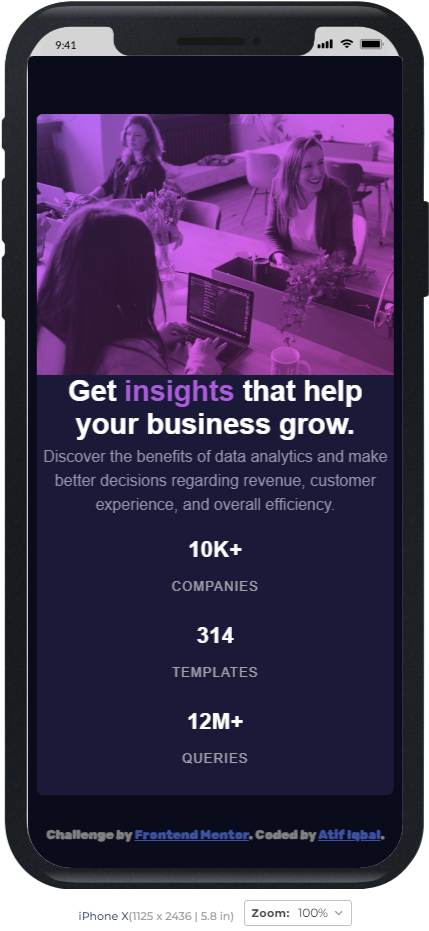 9:41
Get insights that help
your business grow.
Discover the benefits of data analytics and make
better decisions regarding revenue, customer
experience, and overall efficiency.
10K+
COMPANIES
314
TEMPLATES
12M+
QUERIES
Challenge by Frontend Mentor. Coded by Atif Iqbal.
iPhone X(1125 x 2436 | 5.8 in) Zoom: 100%